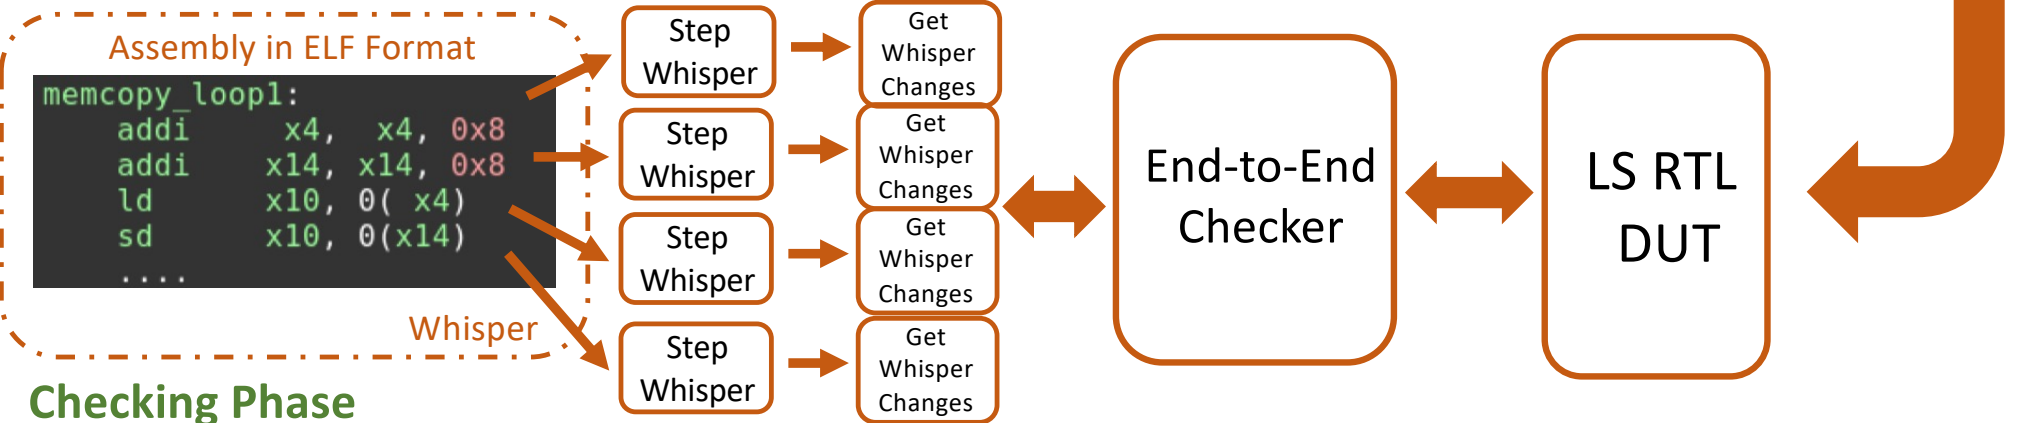 Assembly in ELF Format
memcopy_loop1:
addi x4, x4, 0x8
addi x14, x14, 0x8
ld x10, 0( x4)
sd x10, 0(x14)
....
Whisper
Checking Phase
Step
Whisper
Get
Whisper
Changes
Step
Whisper
Get
Whisper
Changes
Step
Whisper
Get
Whisper
Changes
Step
Whisper
Get
Whisper
Changes
End-to-End
Checker
LS RTL
DUT